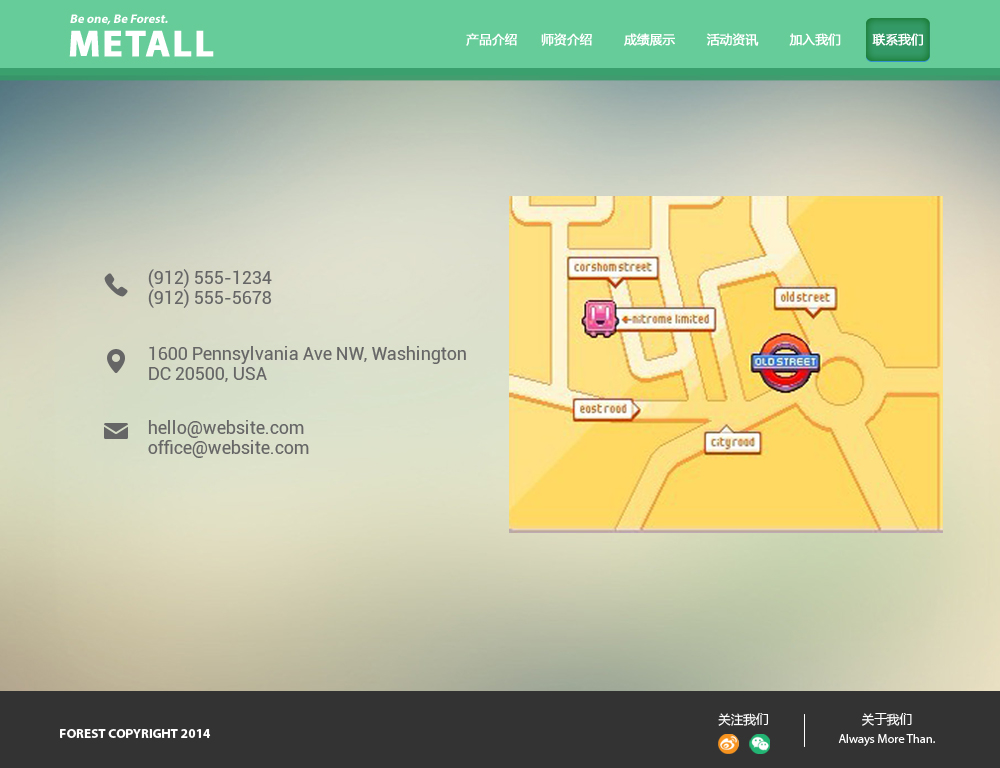 Be one, Be Forest.
METALL
产品介绍 师资介绍 成绩展示 活动资讯 加入我们 联系我们
(912) 555-1234
(912) 555-5678
1600 Pennsylvania Ave NW, Washington
DC 20500, USA
hello@website.com
office@website.com
corsham street
old street
nitrome limited
OLD STREET
east road
city road
关注我们
关于我们
FOREST COPYRIGHT 2014
Always More Than.